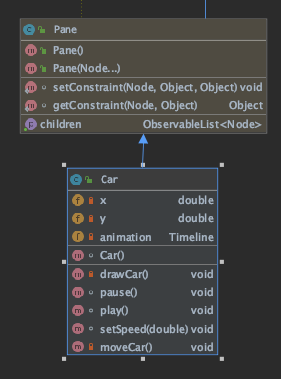 C Pane
m Pane()
m Pane(Node...)
m setConstraint(Node, Object, Object) void
m getConstraint(Node, Object) Object
F children ObservableList<Node>
C Car
f x double
f y double
f animation Timeline
m Car()
m drawCar() void
m pause() void
m play() void
m setSpeed(double) void
m moveCar() void